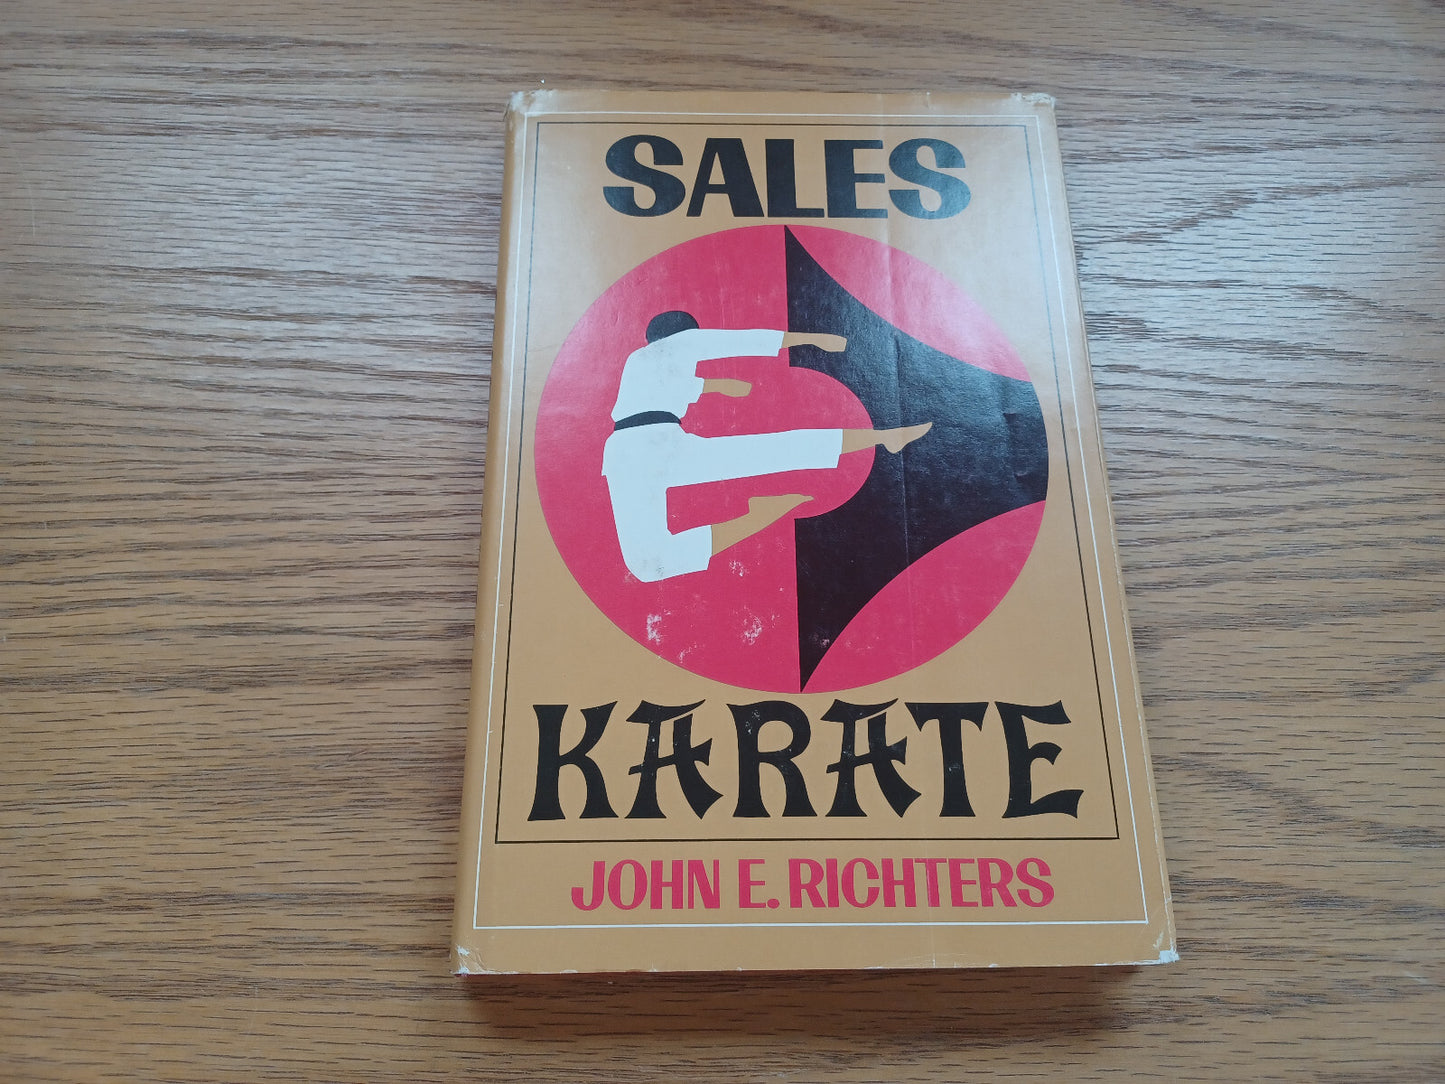 SALES
KARATE
JOHN E. RICHTERS